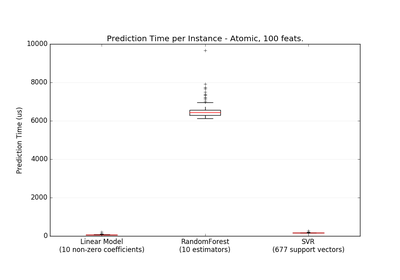 Prediction Time per Instance - Atomic, 100 feats.
10000
8000
6000
4000
2000
0
Prediction Time (us)
Linear Model
(10 non-zero coefficients)
RandomForest
(10 estimators)
SVR
(677 support vectors)